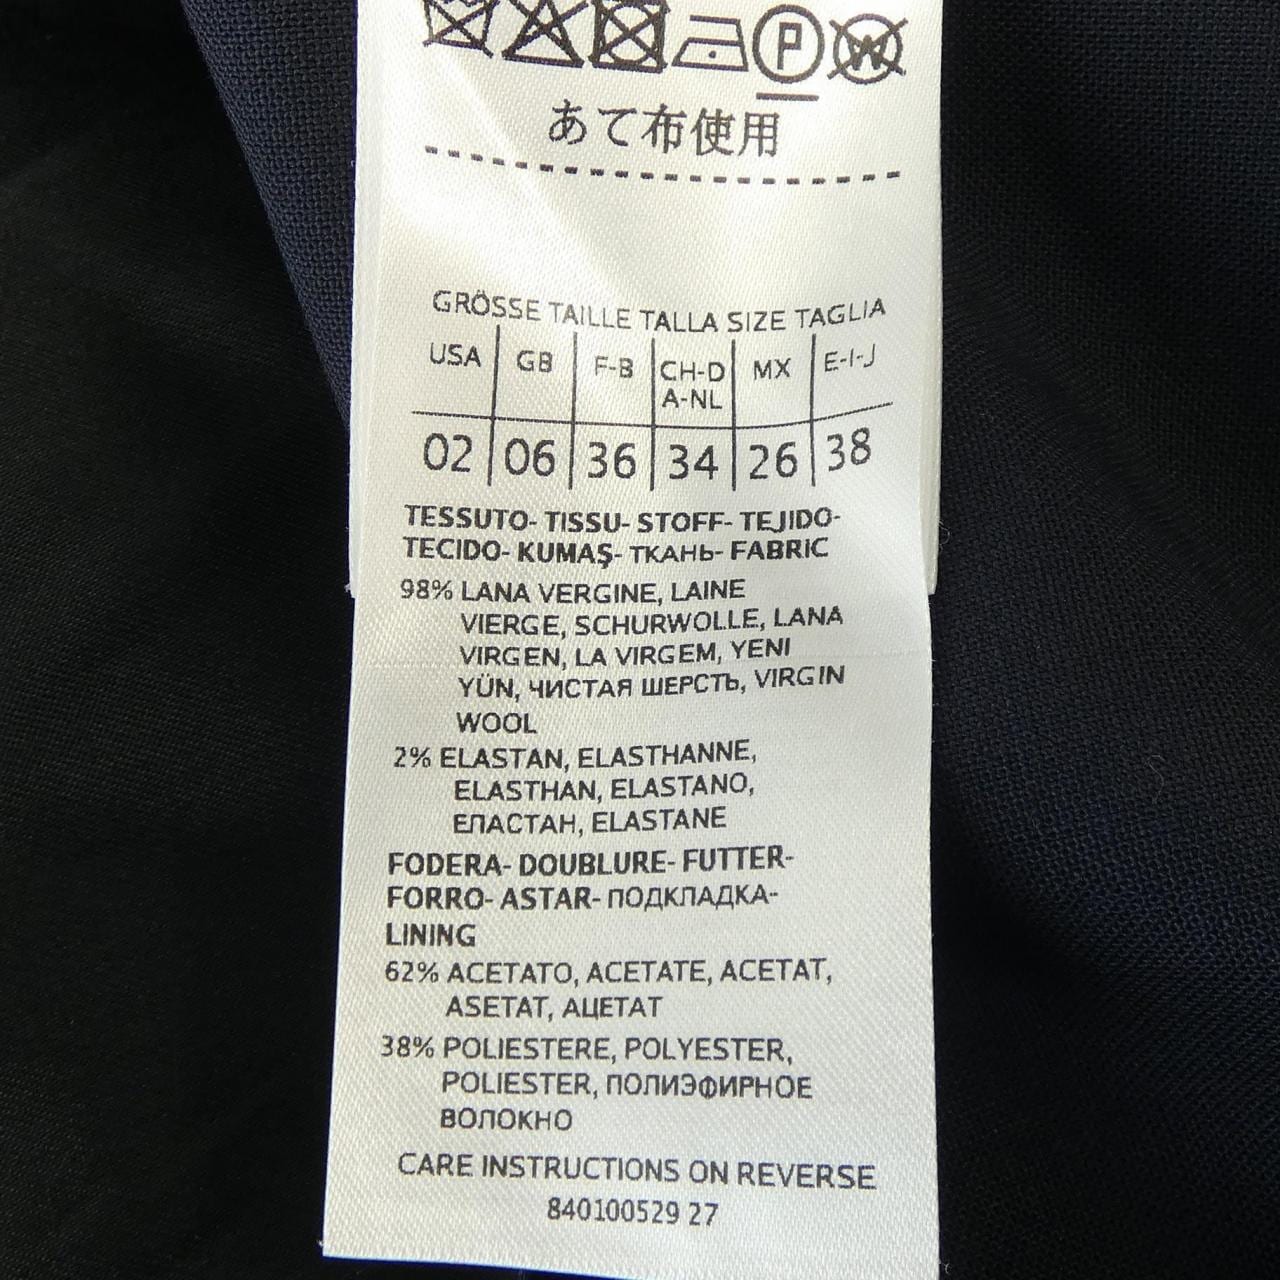 P W
あて布使用
GRÖSSE TAILLE TALLA SIZE TAGLIA
USA GB F-B CH-D A-NL MX E-I-J
02 06 36 34 26 38
TESSUTO- TISSU- STOFF- TEJIDO-
TECIDO- KUMAŞ- ТКАНЬ- FABRIC
98% LANA VERGINE, LAINE
VIERGE, SCHURWOLLE, LANA
VIRGEN, LA VIRGEM, YENI
YÜN, ЧИСТАЯ ШЕРСТЬ, VIRGIN
WOOL
2% ELASTAN, ELASTHANNE,
ELASTHAN, ELASTANO,
ЕЛАСТАН, ELASTANE
FODERA- DOUBLURE- FUTTER-
FORRO- ASTAR- ПОДКЛАДКА-
LINING
62% ACETATO, ACETATE, ACETAT,
ASETAT, АЦЕТАТ
38% POLIESTERE, POLYESTER,
POLIESTER, ПОЛИЭФИРНОЕ
ВОЛОКНО
CARE INSTRUCTIONS ON REVERSE
840100529 27